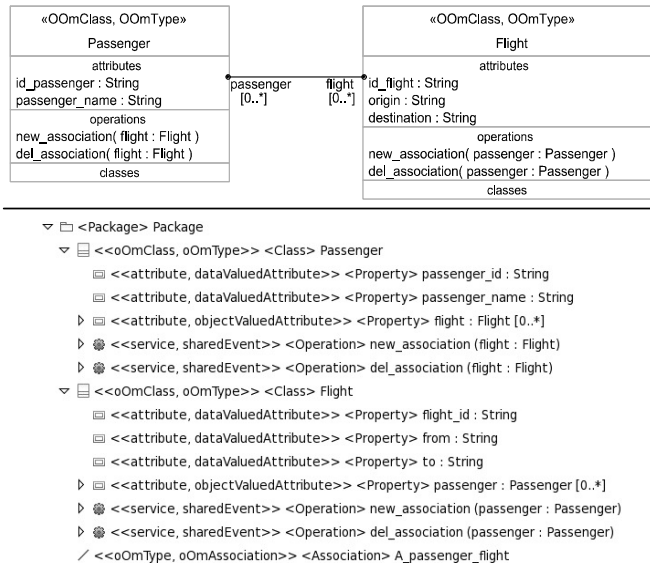 «OOmClass, OOmType»
Passenger
attributes
id_passenger : String
passenger_name : String
operations
new_association( flight : Flight )
del_association( flight : Flight )
classes
passenger
[0..*]
flight
[0..*]
«OOmClass, OOmType»
Flight
attributes
id_flight : String
origin : String
destination : String
operations
new_association( passenger : Passenger )
del_association( passenger : Passenger )
classes
<Package> Package
<<oOmClass, oOmType>> <Class> Passenger
<<attribute, dataValuedAttribute>> <Property> passenger_id : String
<<attribute, dataValuedAttribute>> <Property> passenger_name : String
<<attribute, objectValuedAttribute>> <Property> flight : Flight [0..*]
<<service, sharedEvent>> <Operation> new_association (flight : Flight)
<<service, sharedEvent>> <Operation> del_association (flight : Flight)
<<oOmClass, oOmType>> <Class> Flight
<<attribute, dataValuedAttribute>> <Property> flight_id : String
<<attribute, dataValuedAttribute>> <Property> from : String
<<attribute, dataValuedAttribute>> <Property> to : String
<<attribute, objectValuedAttribute>> <Property> passenger : Passenger [0..*]
<<service, sharedEvent>> <Operation> new_association (passenger : Passenger)
<<service, sharedEvent>> <Operation> del_association (passenger : Passenger)
<<oOmType, oOmAssociation>> <Association> A_passenger_flight